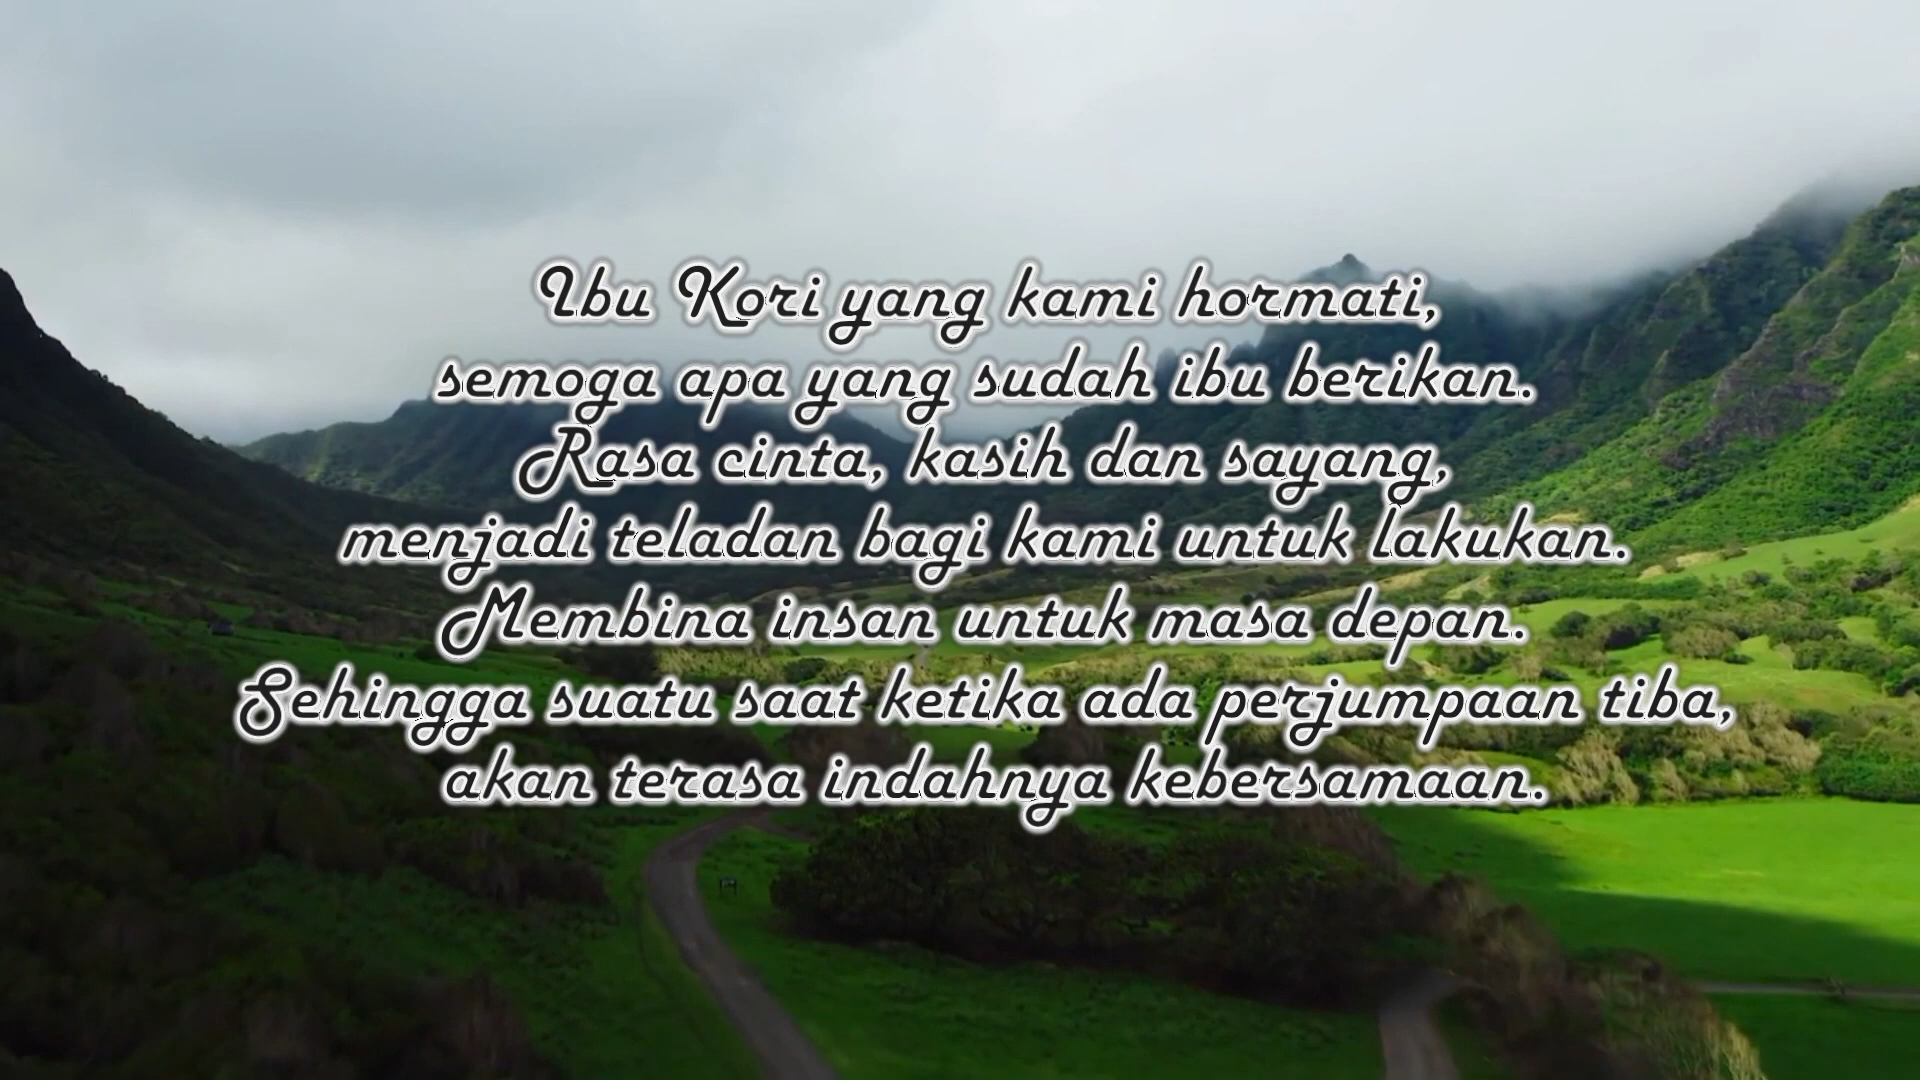 Ibu Kori yang kami hormati,
semoga apa yang sudah ibu berikan.
Rasa cinta, kasih dan sayang,
menjadi teladan bagi kami untuk lakukan.
Membina insan untuk masa depan.
Sehingga suatu saat ketika ada perjumpaan tiba,
akan terasa indahnya kebersamaan.